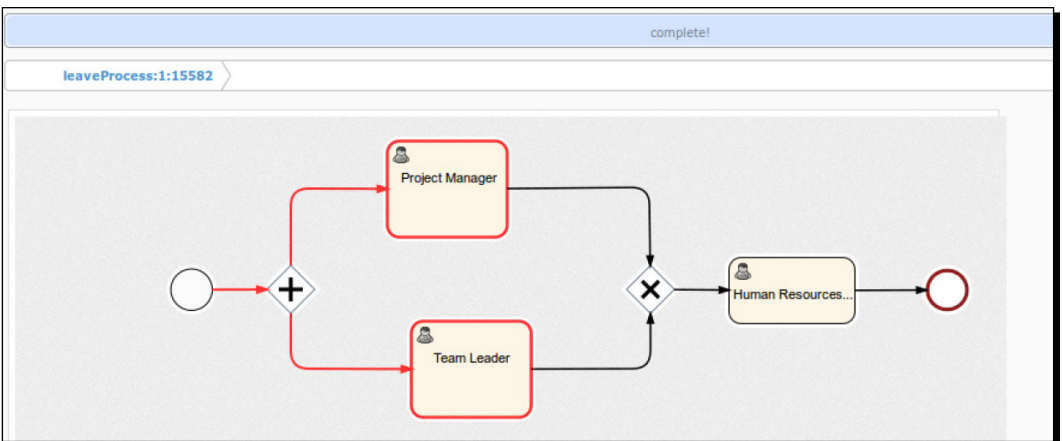 complete!
leaveProcess:1:15582
Project Manager
Human Resources...
Team Leader